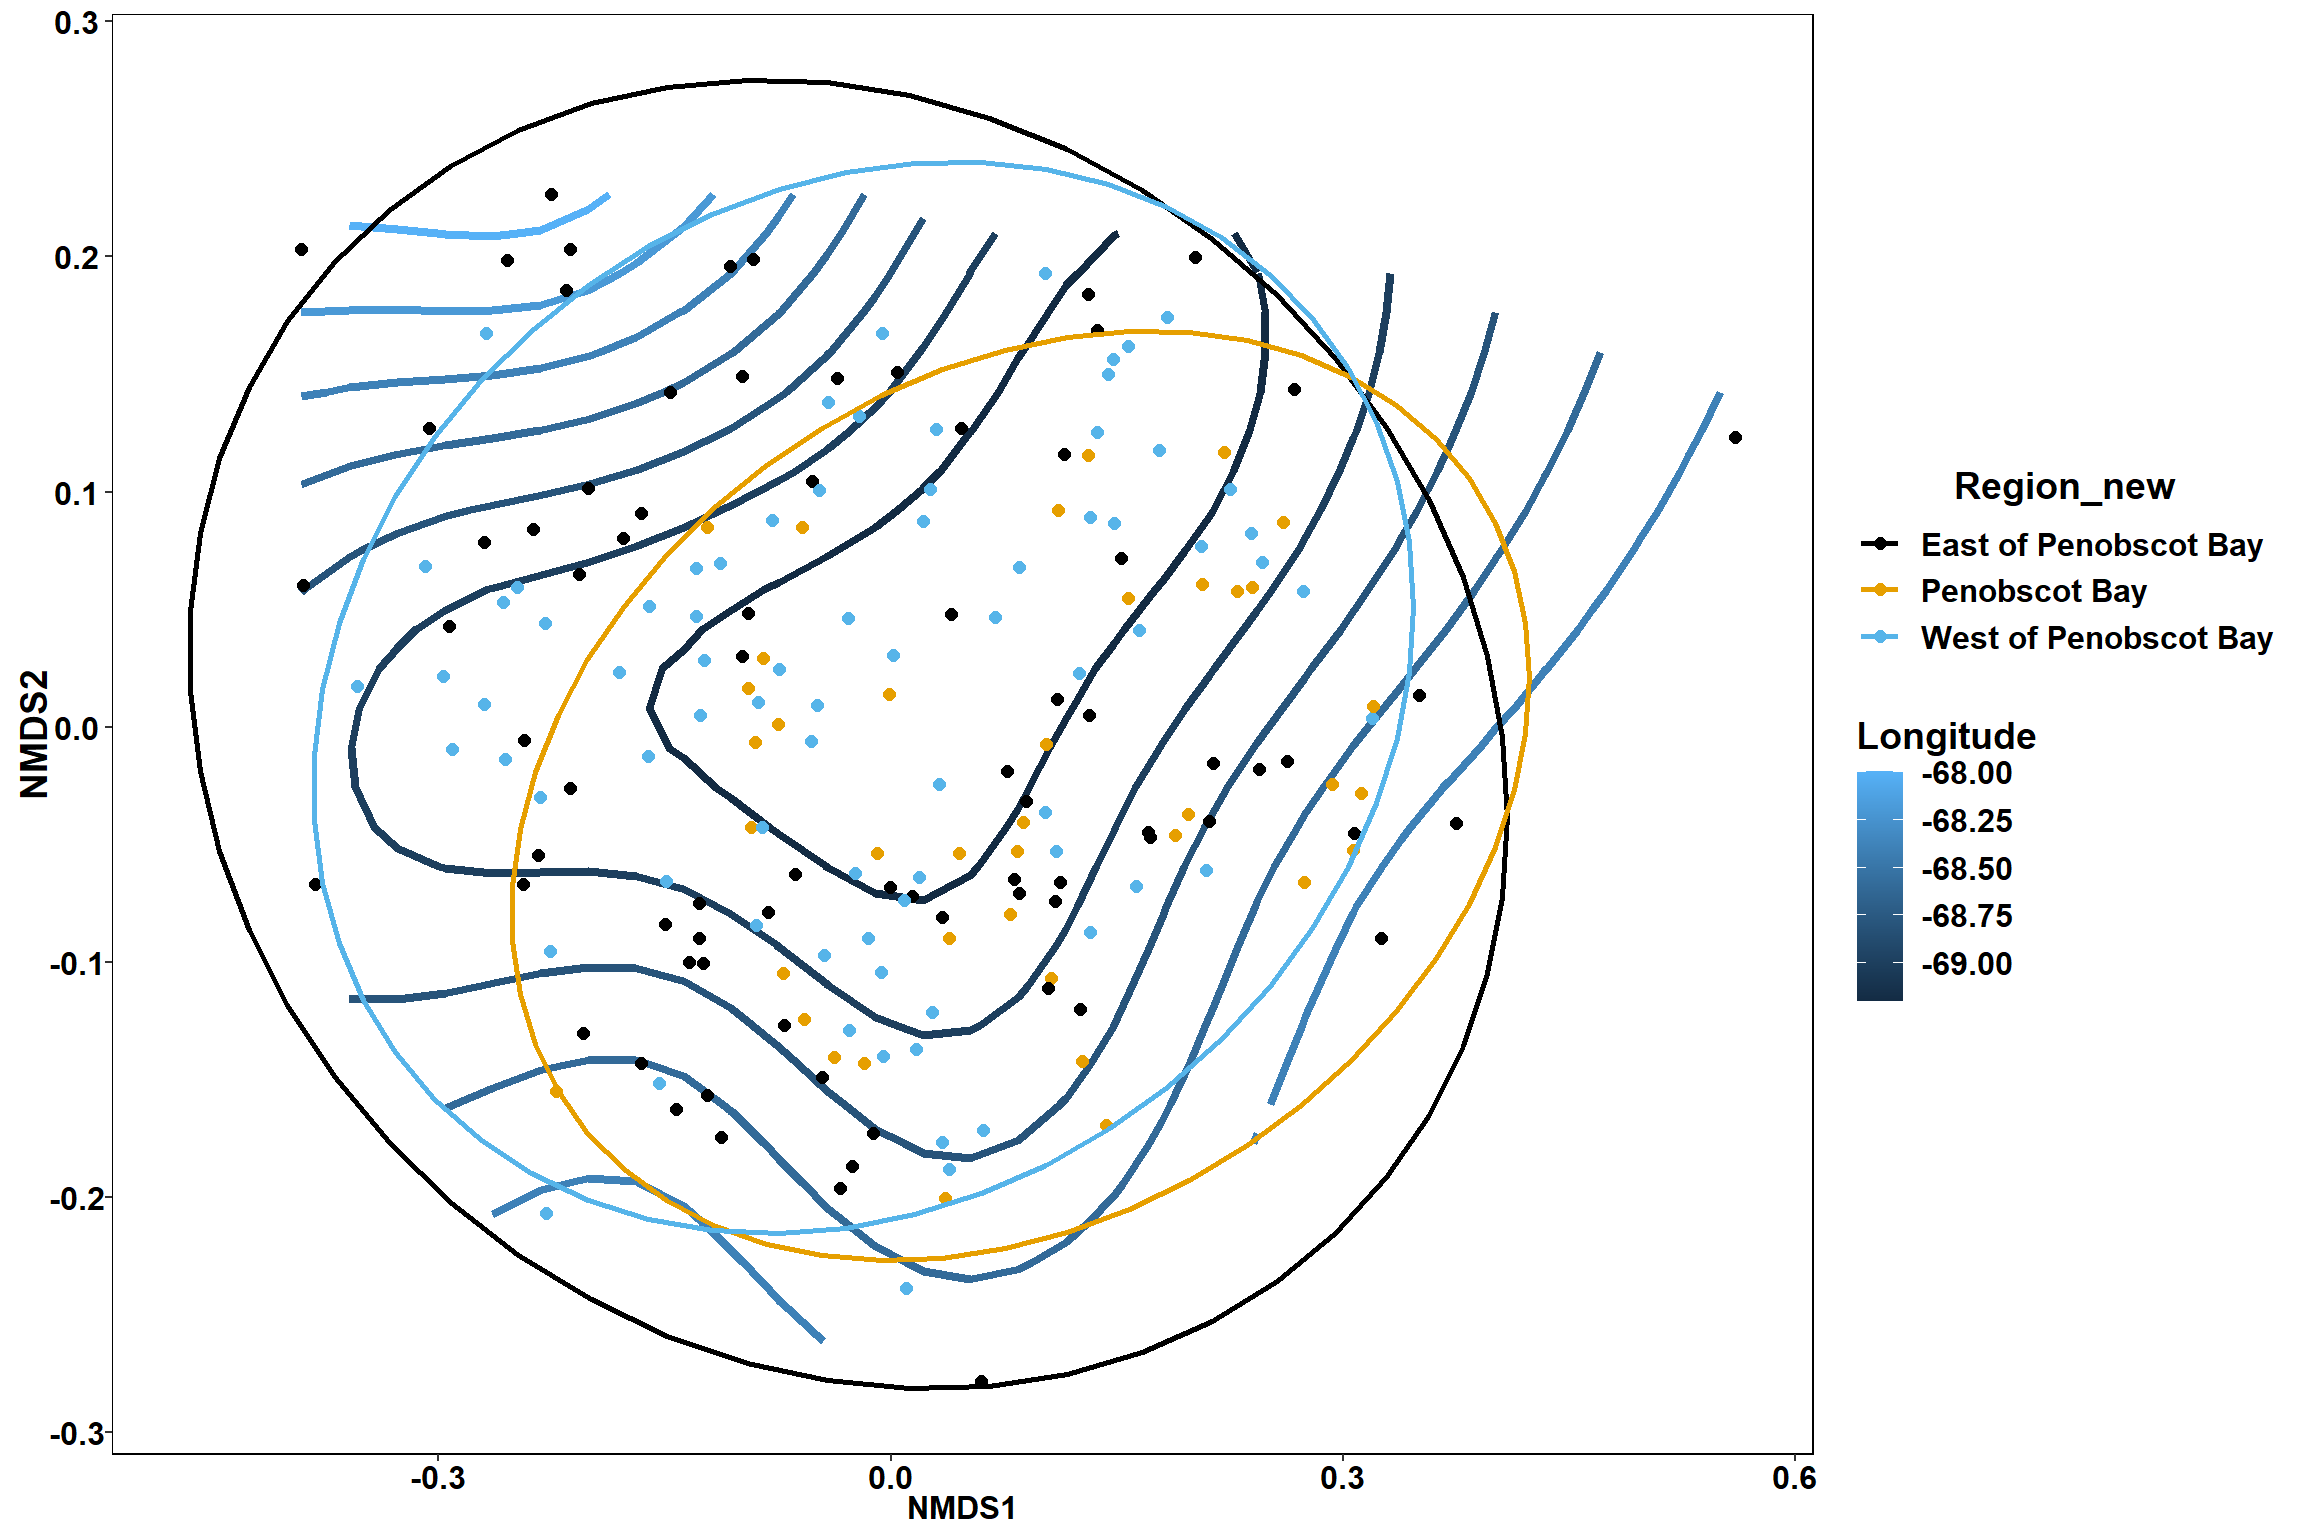 0.3
0.2
0.1
0.0
-0.1
-0.2
-0.3
NMDS2
-0.3
0.0
0.3
0.6
NMDS1
Region_new
East of Penobscot Bay
Penobscot Bay
West of Penobscot Bay
Longitude
-68.00
-68.25
-68.50
-68.75
-69.00